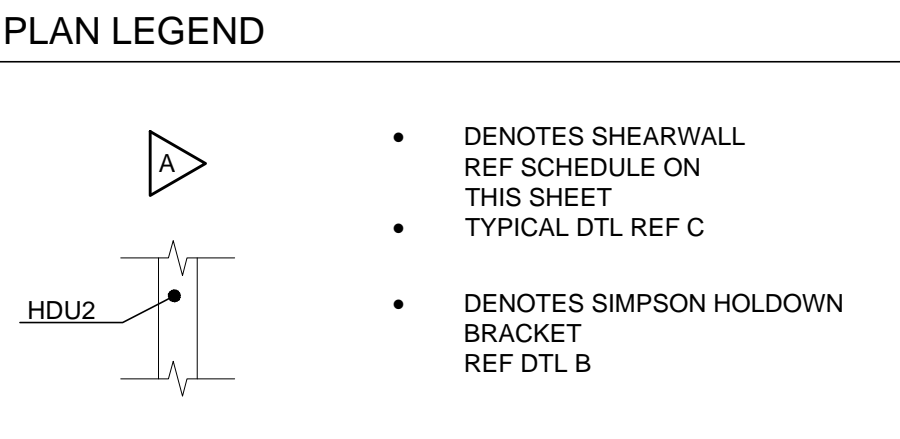 PLAN LEGEND
A
• DENOTES SHEARWALL
REF SCHEDULE ON
THIS SHEET
• TYPICAL DTL REF C
HDU2
• DENOTES SIMPSON HOLDOWN
BRACKET
REF DTL B